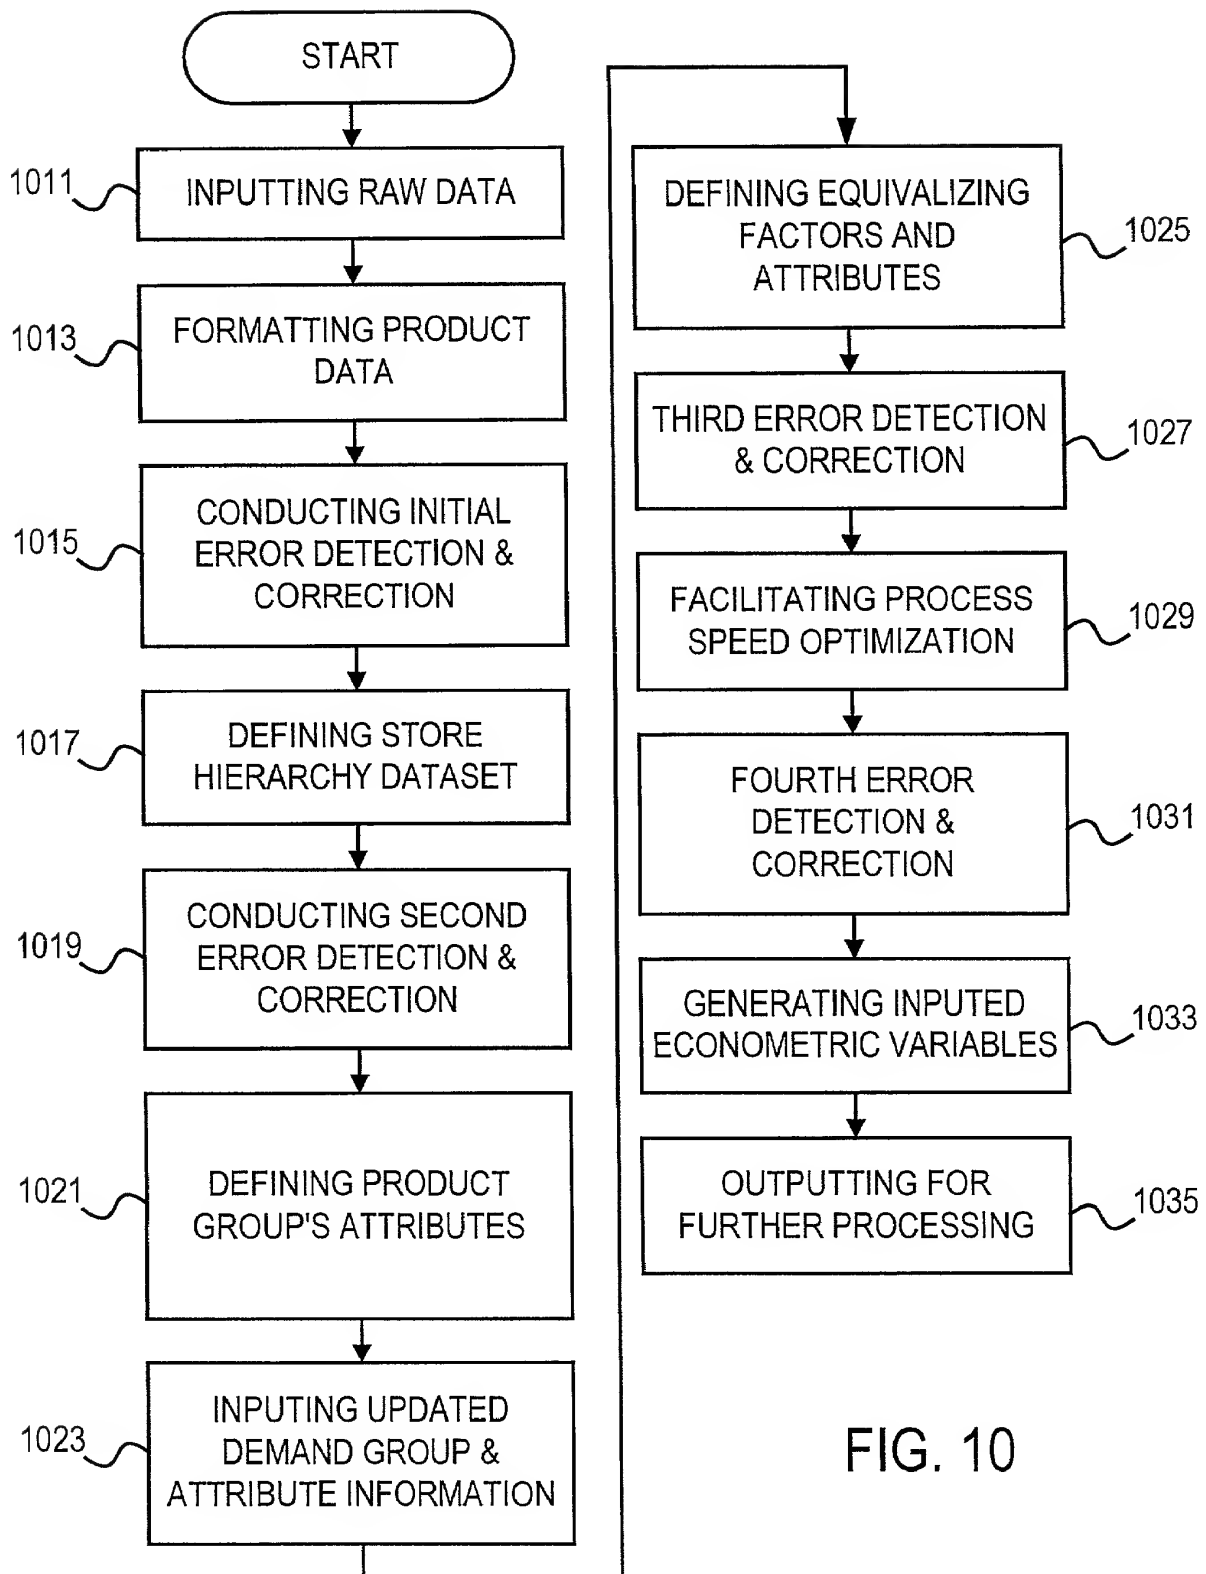 START
1011
INPUTTING RAW DATA
1013
FORMATTING PRODUCT
DATA
1015
CONDUCTING INITIAL
ERROR DETECTION &
CORRECTION
1017
DEFINING STORE
HIERARCHY DATASET
1019
CONDUCTING SECOND
ERROR DETECTION &
CORRECTION
1021
DEFINING PRODUCT
GROUP'S ATTRIBUTES
1023
INPUTING UPDATED
DEMAND GROUP &
ATTRIBUTE INFORMATION
DEFINING EQUIVALIZING
FACTORS AND
ATTRIBUTES
1025
THIRD ERROR DETECTION
& CORRECTION
1027
FACILITATING PROCESS
SPEED OPTIMIZATION
1029
FOURTH ERROR
DETECTION &
CORRECTION
1031
GENERATING INPUTED
ECONOMETRIC VARIABLES
1033
OUTPUTTING FOR
FURTHER PROCESSING
1035
FIG. 10